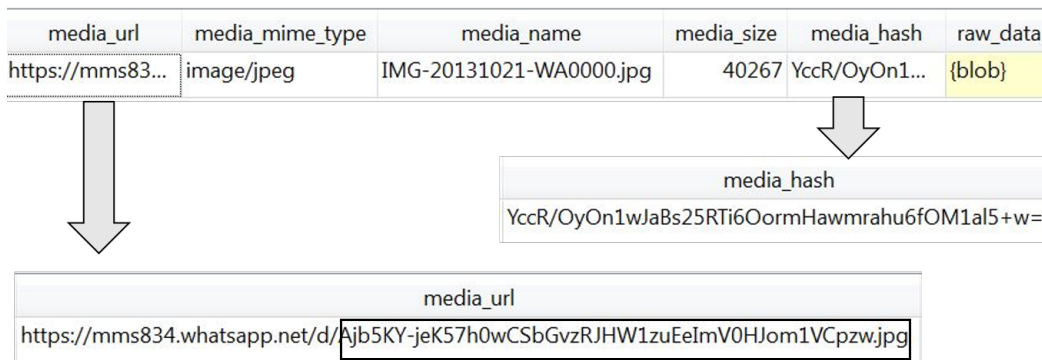 media_url media_mime_type media_name media_size media_hash raw_data
https://mms83... image/jpeg IMG-20131021-WA0000.jpg 40267 YccR/OyOn1... {blob}
media_hash
YccR/OyOn1wJaBs25RTi6OormHawmrahu6fOM1al5+w=
media_url
https://mms834.whatsapp.net/d/Ajb5KY-jeK57h0wCSbGvzRJHW1zuEeImV0HJom1VCpzw.jpg